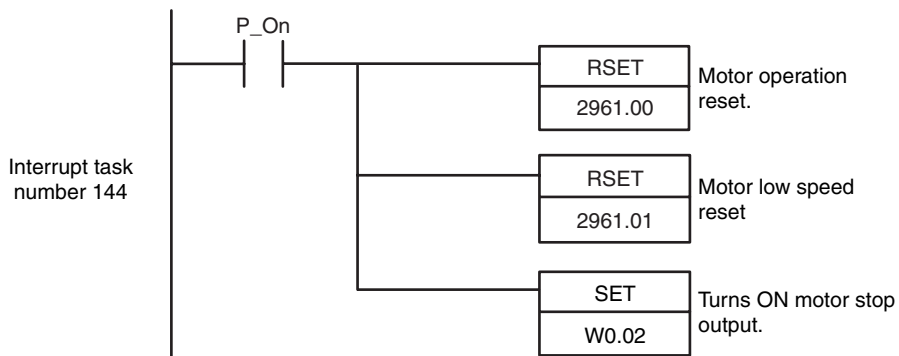 P_On
Interrupt task
number 144
RSET
2961.00
Motor operation
reset.
RSET
2961.01
Motor low speed
reset
SET
W0.02
Turns ON motor stop
output.